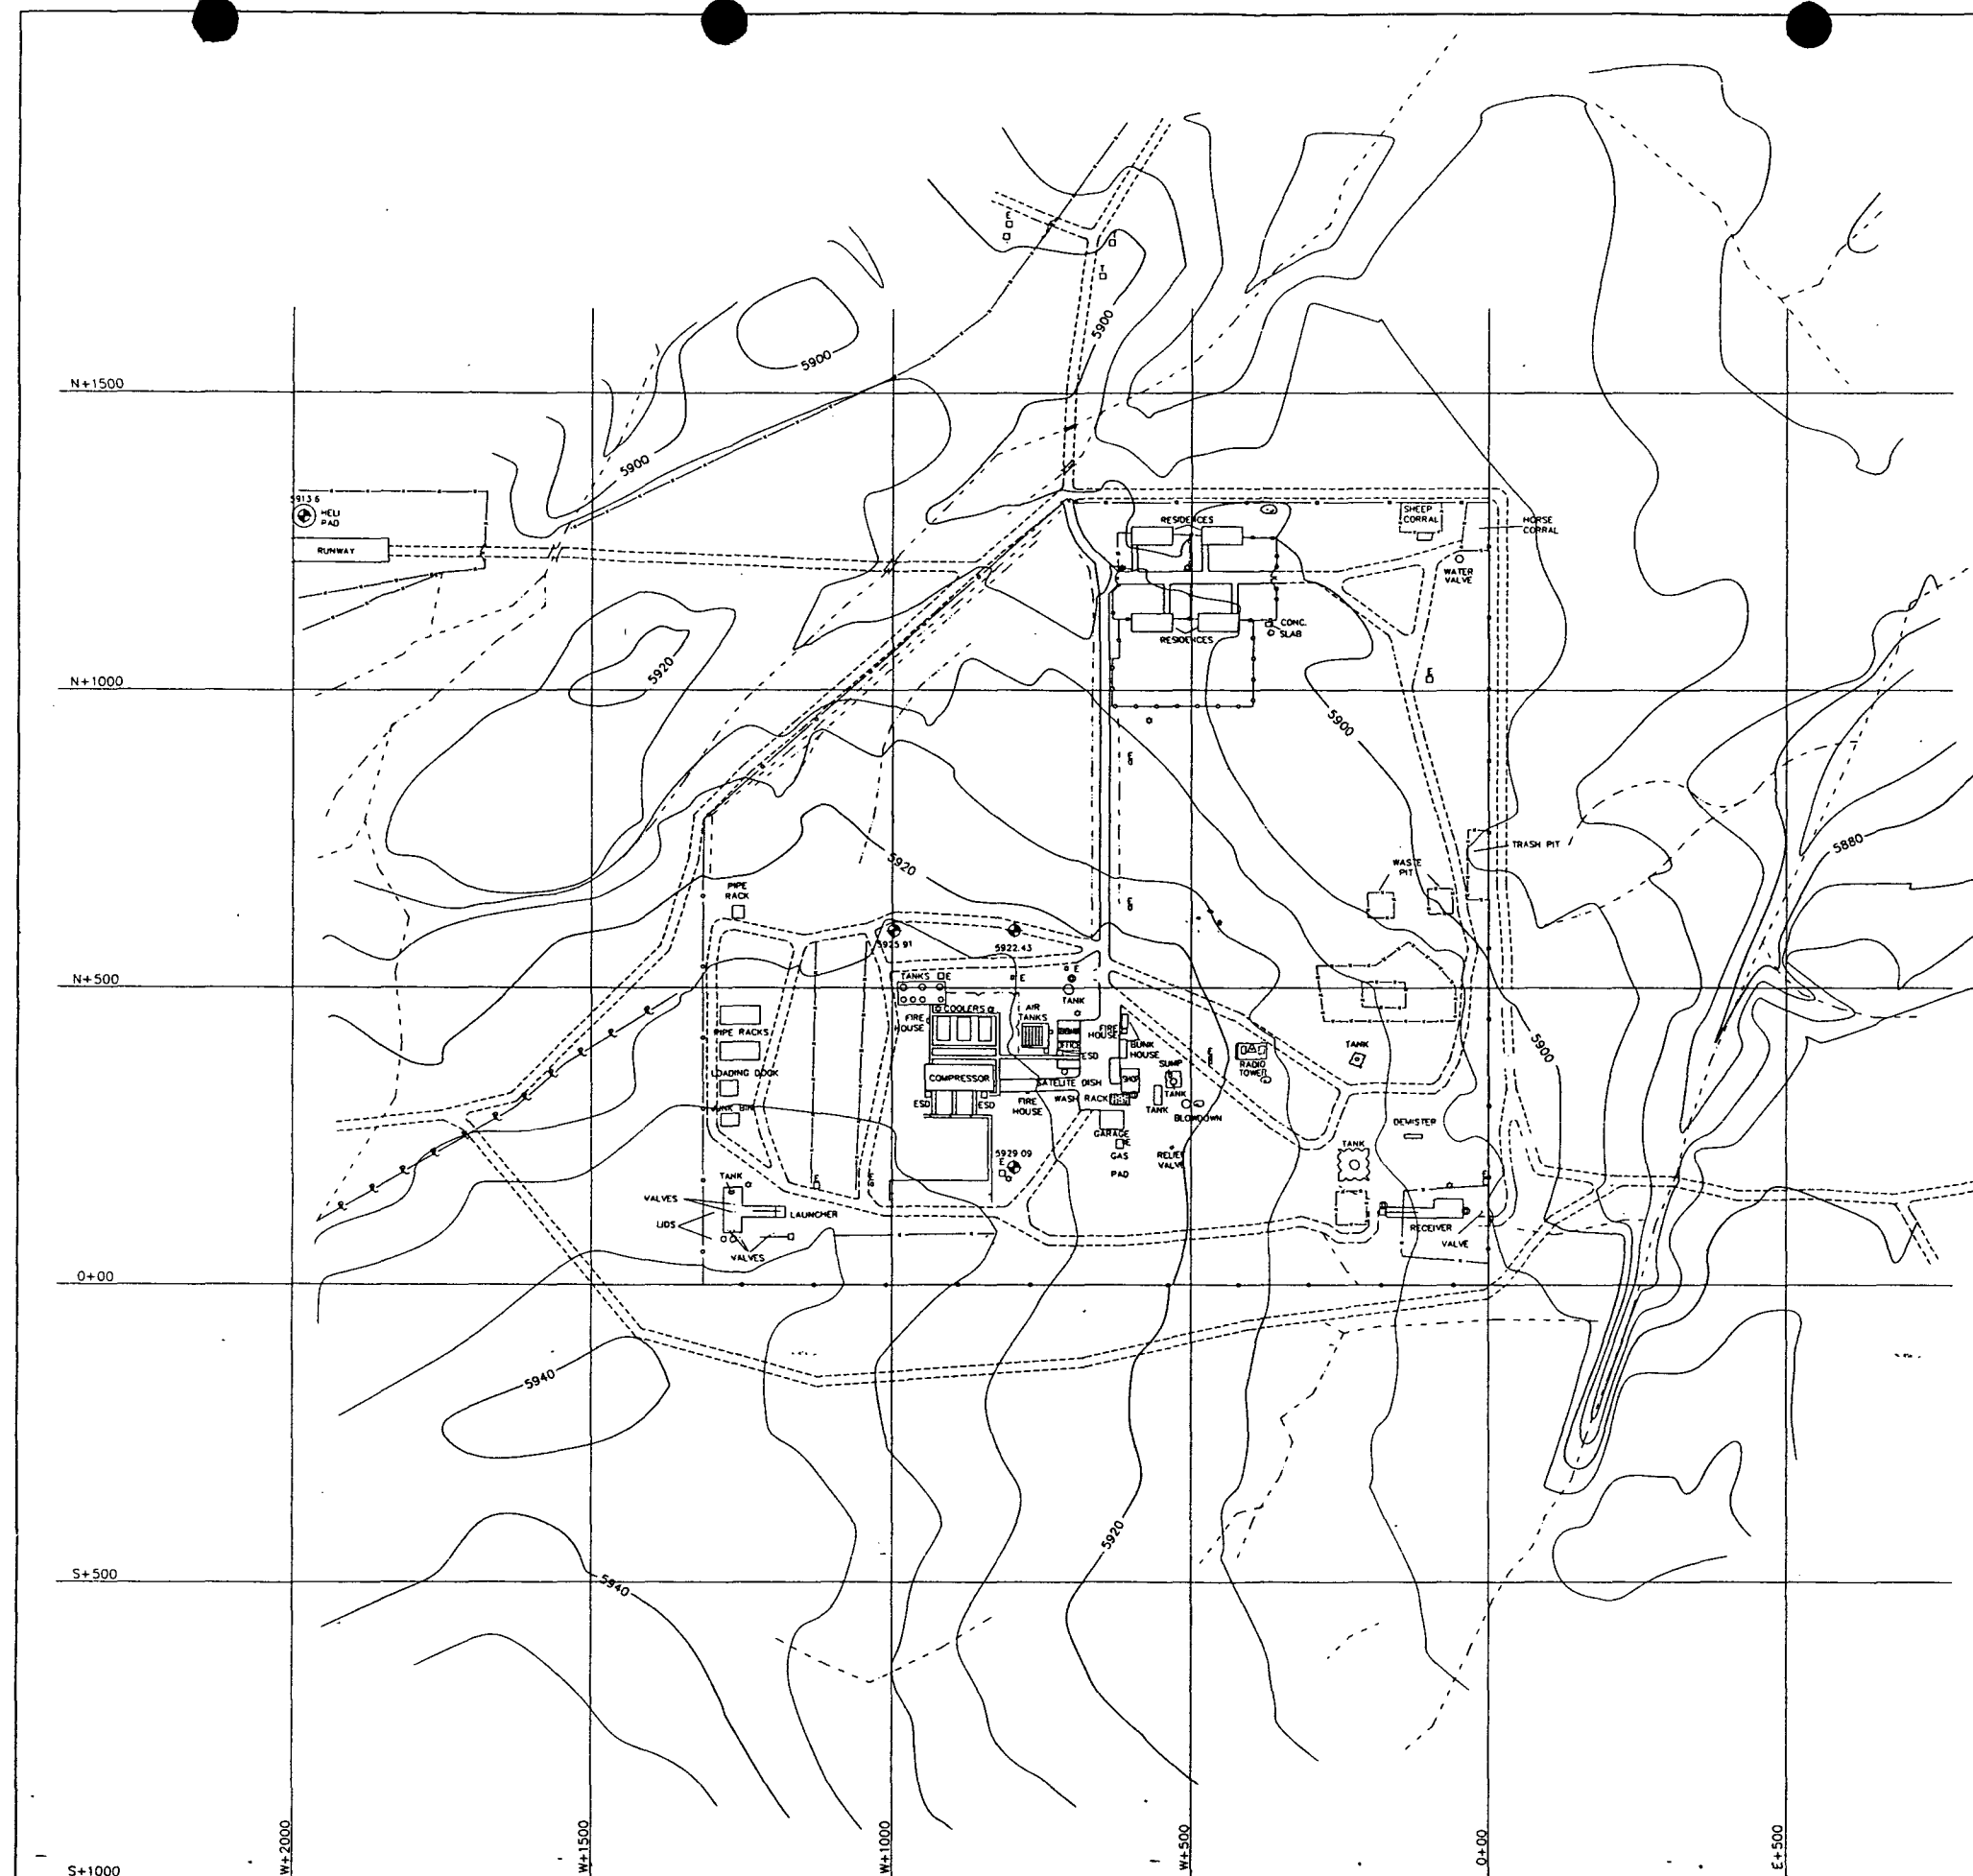 5900
5900
N+1500
5900
5913.6
HELI
PAD
RUNWAY
RESIDENCES
SHEEP
CORRAL
HORSE
CORRAL
WATER
VALVE
CONC.
SLAB
RESIDENCES
5920
N+1000
5900
5880
TRASH PIT
WASTE
PIT
5920
PIPE
RACK
5925.91
5922.43
N+500
TANKS
E
E
E
TANK
COOLERS
AIR
TANKS
FIRE
HOUSE
FIRE
HOUSE
OFFICE
PIPE RACKS
BUNK
HOUSE
ESD
5900
TANK
SUMP
RADIO
TOWER
LOADING DOCK
COMPRESSOR
SATELITE DISH
SHOP
WASH RACK
TANK
TANK
JUNK BIN
ESD
ESD
FIRE
HOUSE
BLOWDOWN
GARAGE
DEMISTER
E
GAS
PAD
RELIEF
VALVE
TANK
5929.09
E
TANK
VALVES
LAUNCHER
LIDS
VALVES
RECEIVER
VALVE
0+00
5940
5920
S+500
5940
S+1000
W+2000
W+1500
W+1000
W+500
0+00
E+500